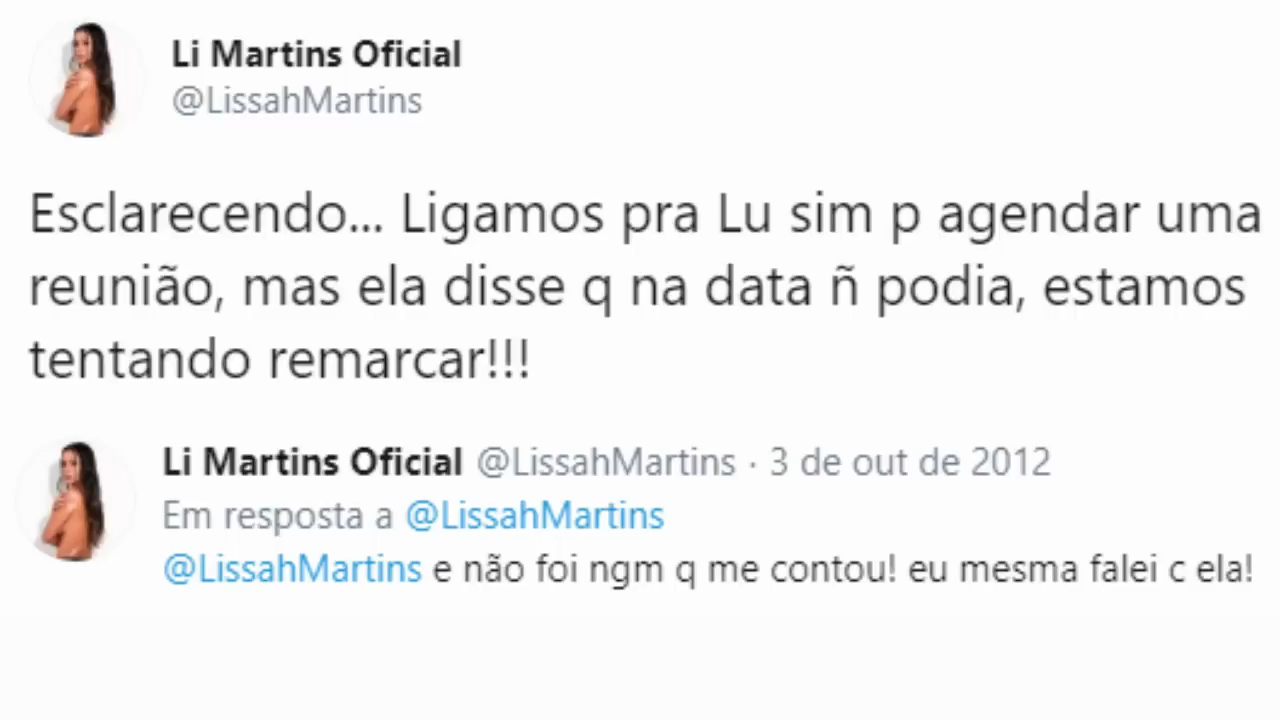 Li Martins Oficial
@LissahMartins
Esclarecendo... Ligamos pra Lu sim p agendar uma
reunião, mas ela disse q na data ñ podia, estamos
tentando remarcar!!!
Li Martins Oficial @LissahMartins · 3 de out de 2012
Em resposta a @LissahMartins
@LissahMartins e não foi ngm q me contou! eu mesma falei c ela!